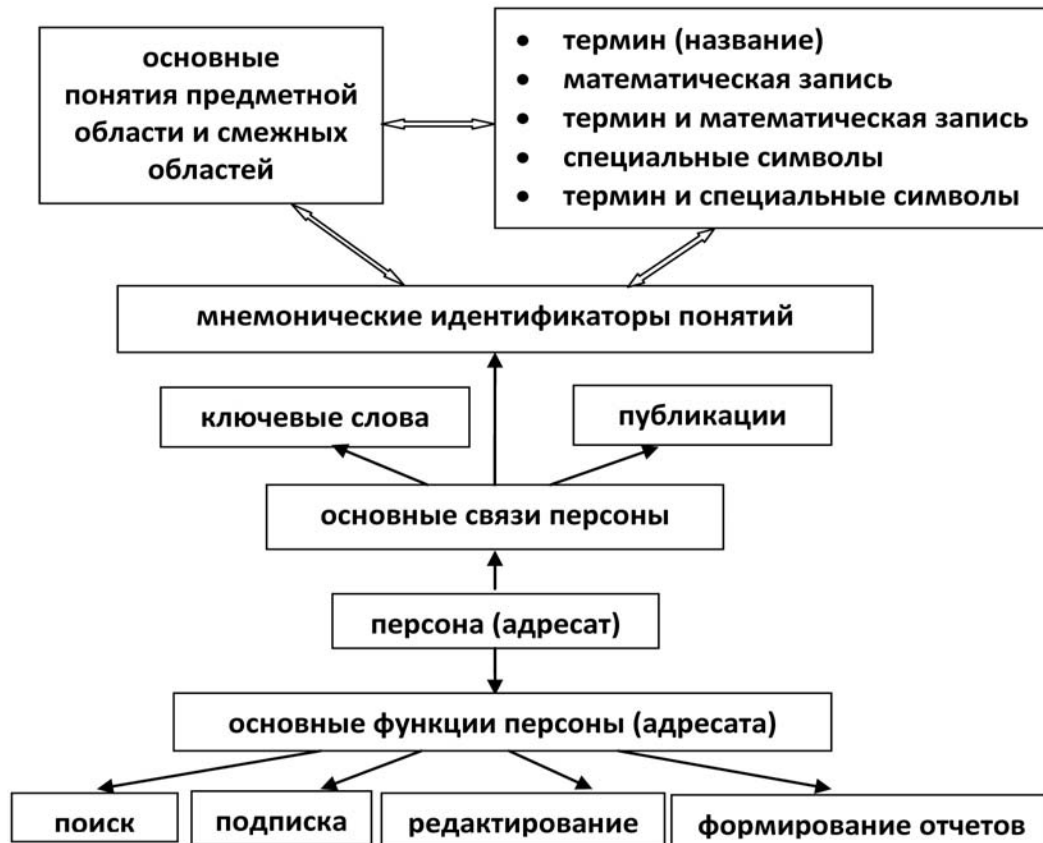 основные
понятия предметной
области и смежных
областей
• термин (название)
• математическая запись
• термин и математическая запись
• специальные символы
• термин и специальные символы
мнемонические идентификаторы понятий
ключевые слова
публикации
основные связи персоны
персона (адресат)
основные функции персоны (адресата)
поиск
подписка
редактирование
формирование отчетов